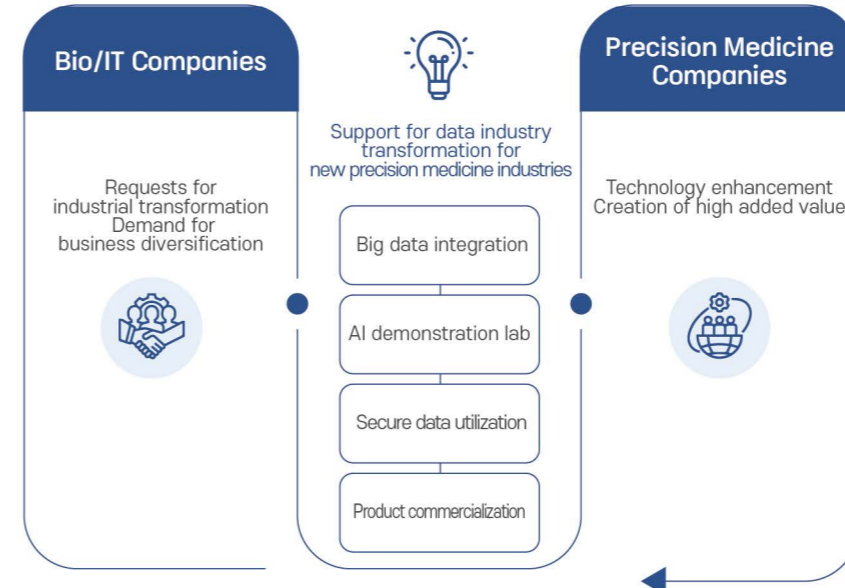 Bio/IT Companies
Requests for
industrial transformation
Demand for
business diversification
Support for data industry
transformation for
new precision medicine industries
Big data integration
AI demonstration lab
Secure data utilization
Product commercialization
Precision Medicine
Companies
Technology enhancement
Creation of high added value